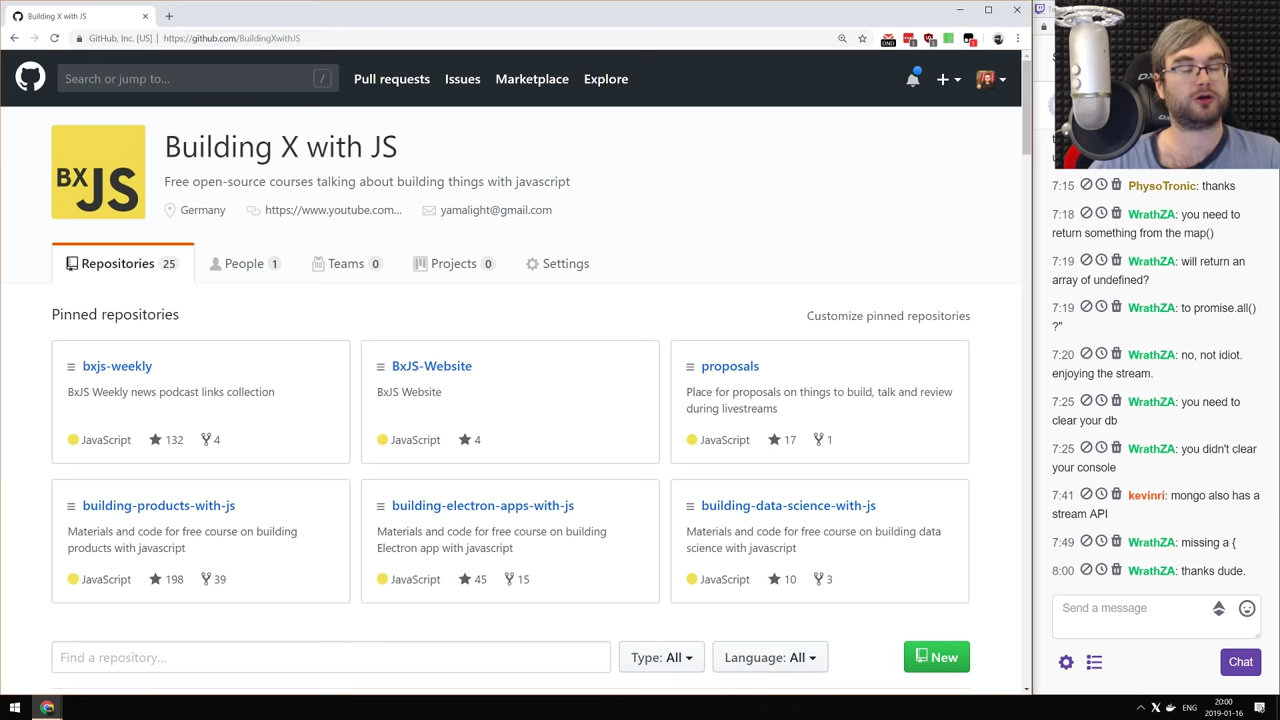 Building X with JS
GitHub, Inc. [US] | https://github.com/BuildingXwithJS
DND
1
1
1
Search or jump to...
/
Pull requests
Issues
Marketplace
Explore
BXJS
Building X with JS
Free open-source courses talking about building things with javascript
Germany
https://www.youtube.com...
yamalight@gmail.com
Repositories 25
People 1
Teams 0
Projects 0
Settings
Pinned repositories
Customize pinned repositories
bxjs-weekly
BxJS Weekly news podcast links collection
JavaScript 132 4
BxJS-Website
BxJS Website
JavaScript 4
proposals
Place for proposals on things to build, talk and review
during livestreams
JavaScript 17 1
building-products-with-js
Materials and code for free course on building
products with javascript
JavaScript 198 39
building-electron-apps-with-js
Materials and code for free course on building
Electron app with javascript
JavaScript 45 15
building-data-science-with-js
Materials and code for free course on building data
science with javascript
JavaScript 10 3
Find a repository...
Type: All
Language: All
New
7:15 PhysoTronic: thanks
7:18 WrathZA: you need to
return something from the map()
7:19 WrathZA: will return an
array of undefined?
7:19 WrathZA: to promise.all()
?"
7:20 WrathZA: no, not idiot.
enjoying the stream.
7:25 WrathZA: you need to
clear your db
7:25 WrathZA: you didn't clear
your console
7:41 kevinri: mongo also has a
stream API
7:49 WrathZA: missing a {
8:00 WrathZA: thanks dude.
Send a message
Chat
ENG
20:00
2019-01-16